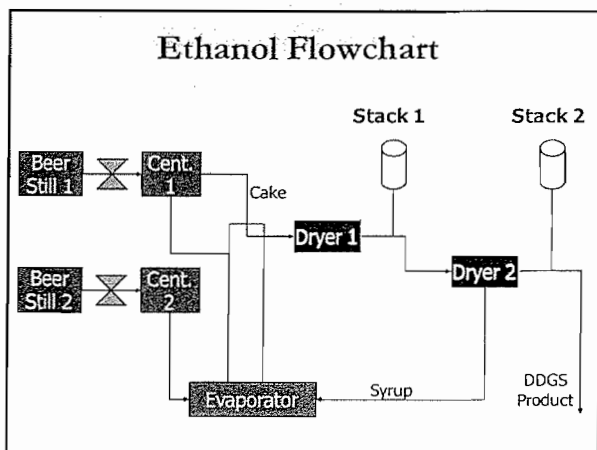 Ethanol Flowchart
Stack 1
Stack 2
Beer
Still 1
Cent.
1
Cake
Dryer 1
Dryer 2
Beer
Still 2
Cent.
2
Evaporator
Syrup
DDGS
Product